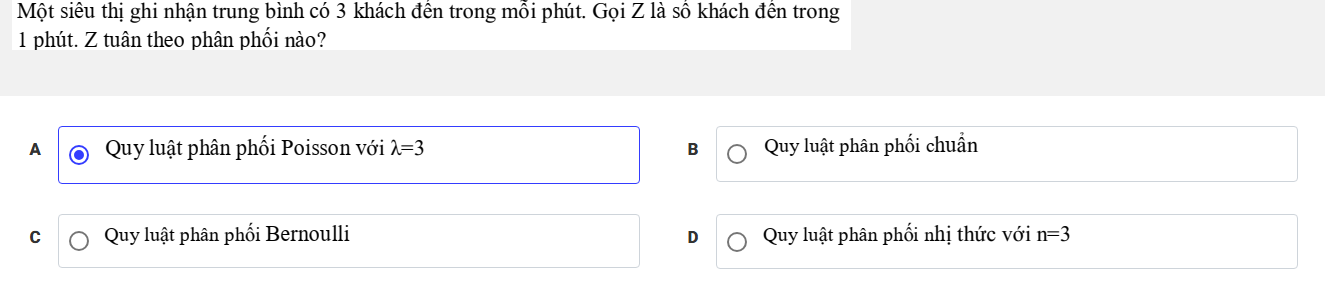 Một siêu thị ghi nhận trung bình có 3 khách đến trong mỗi phút. Gọi Z là số khách đến trong
1 phút. Z tuân theo phân phối nào?
A Quy luật phân phối Poisson với λ=3
B Quy luật phân phối chuẩn
C Quy luật phân phối Bernoulli
D Quy luật phân phối nhị thức với n=3